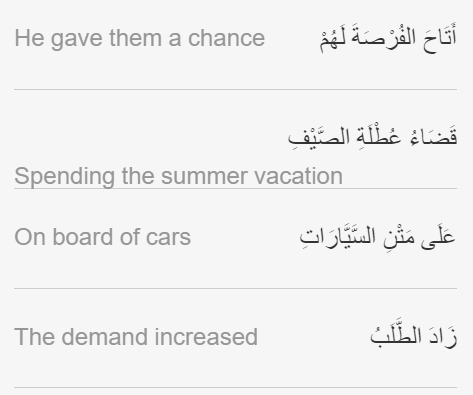 He gave them a chance أَتَاحَ الفُرْصَةَ لَهُمْ
قَضَاءُ عُطْلَةِ الصَّيْفِ
Spending the summer vacation
On board of cars عَلَى مَتْنِ السَّيَّارَاتِ
The demand increased زَادَ الطَّلَبُ